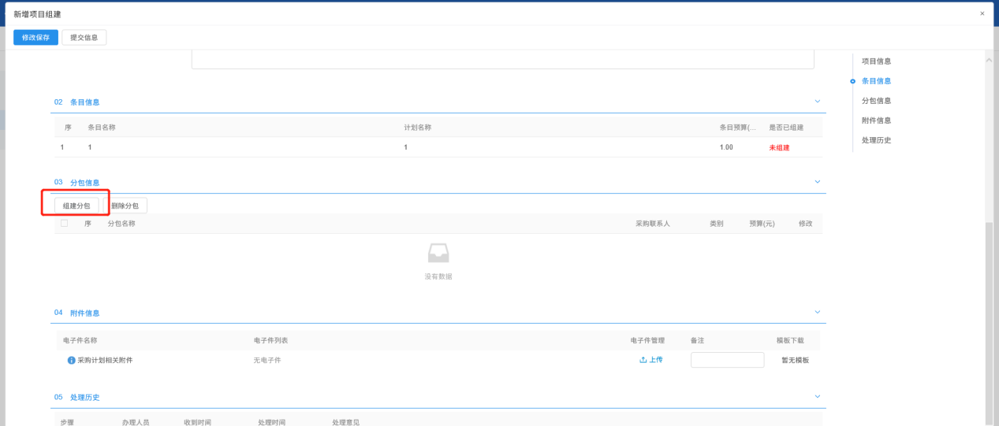 新增项目组建 ×
修改保存 提交信息
项目信息
条目信息
分包信息
附件信息
处理历史
02 条目信息
序 条目名称 计划名称 条目预算(... 是否已组建
1 1 1 1.00 未组建
03 分包信息
组建分包 删除分包
序 分包名称 采购联系人 类别 预算(元) 修改
没有数据
04 附件信息
电子件名称 电子件列表 电子件管理 备注 模板下载
采购计划相关附件 无电子件 上传 暂无模板
05 处理历史
步骤 办理人员 收到时间 处理时间 处理意见